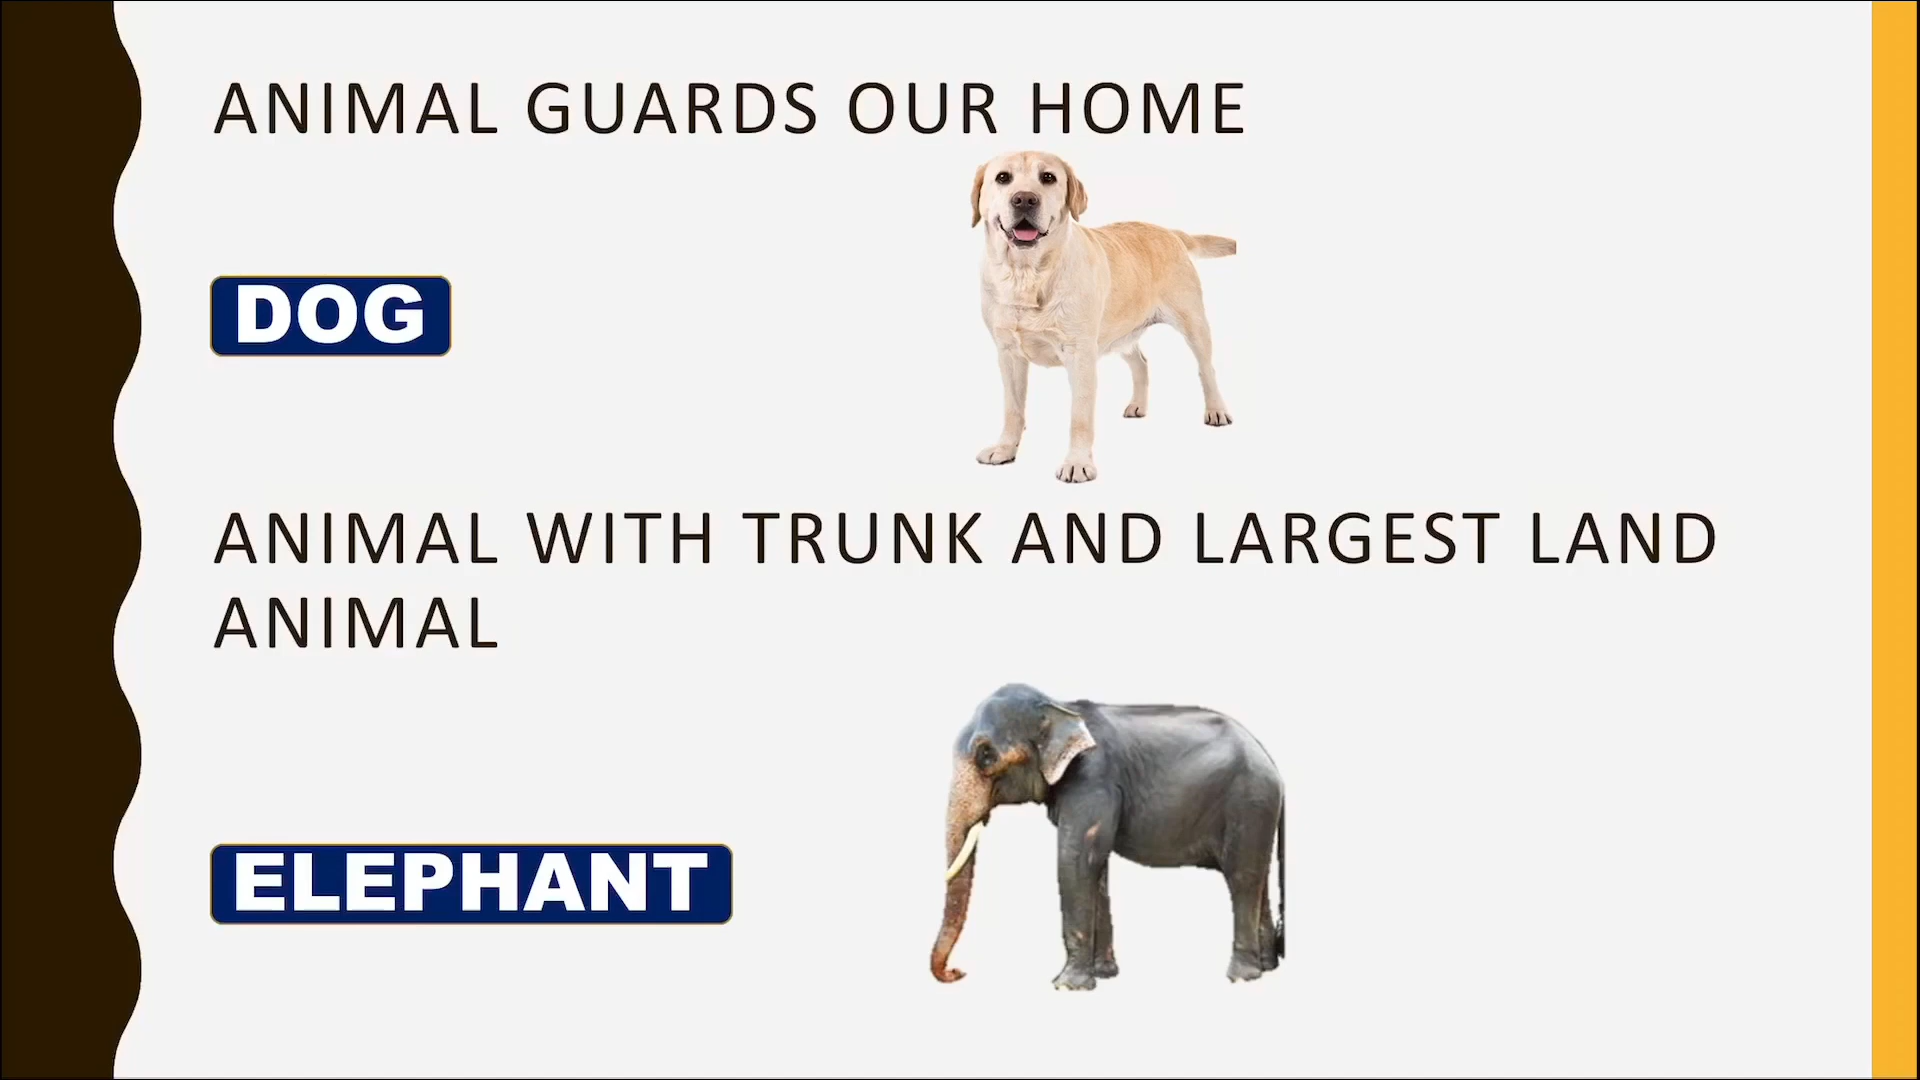 ANIMAL GUARDS OUR HOME
DOG
ANIMAL WITH TRUNK AND LARGEST LAND
ANIMAL
ELEPHANT